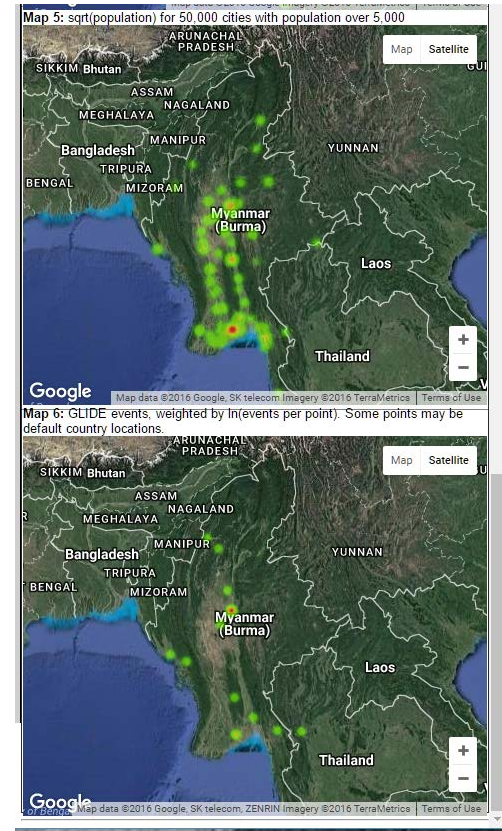 Map 5: sqrt(population) for 50,000 cities with population over 5,000
ARUNACHAL
PRADESH
Map Satellite
SIKKIM Bhutan
GUI
ASSAM
NAGALAND
MEGHALAYA
MANIPUR
YUNNAN
Bangladesh
TRIPURA
BENGAL
MIZORAM
Myanmar
(Burma)
Laos
+
Thailand
−
Google
Map data ©2016 Google, SK telecom Imagery ©2016 TerraMetrics Terms of Use
Map 6: GLIDE events, weighted by ln(events per point). Some points may be
default country locations.
ARUNACHAL
PRADESH
Map Satellite
SIKKIM Bhutan
ASSAM
NAGALAND
MEGHALAYA
MANIPUR
YUNNAN
Bangladesh
TRIPURA
BENGAL
MIZORAM
Myanmar
(Burma)
Laos
+
Thailand
−
Google
of Benga
Map data ©2016 Google, SK telecom, ZENRIN Imagery ©2016 TerraMetrics Terms of Use